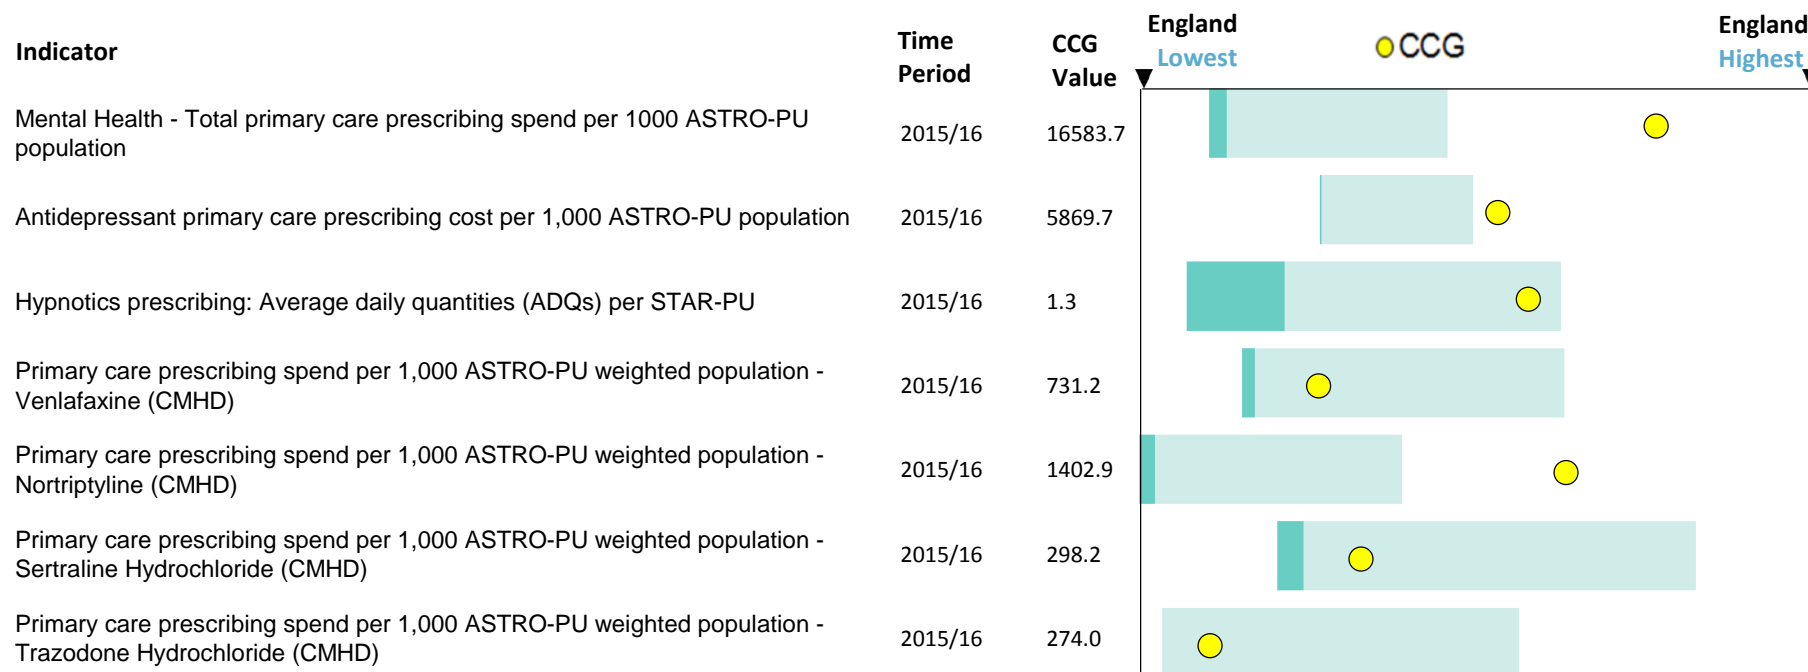 Indicator
Time
Period
CCG
Value
England
Lowest
CCG
England
Highest
Mental Health - Total primary care prescribing spend per 1000 ASTRO-PU
population
2015/16
16583.7
Antidepressant primary care prescribing cost per 1,000 ASTRO-PU population
2015/16
5869.7
Hypnotics prescribing: Average daily quantities (ADQs) per STAR-PU
2015/16
1.3
Primary care prescribing spend per 1,000 ASTRO-PU weighted population -
Venlafaxine (CMHD)
2015/16
731.2
Primary care prescribing spend per 1,000 ASTRO-PU weighted population -
Nortriptyline (CMHD)
2015/16
1402.9
Primary care prescribing spend per 1,000 ASTRO-PU weighted population -
Sertraline Hydrochloride (CMHD)
2015/16
298.2
Primary care prescribing spend per 1,000 ASTRO-PU weighted population -
Trazodone Hydrochloride (CMHD)
2015/16
274.0